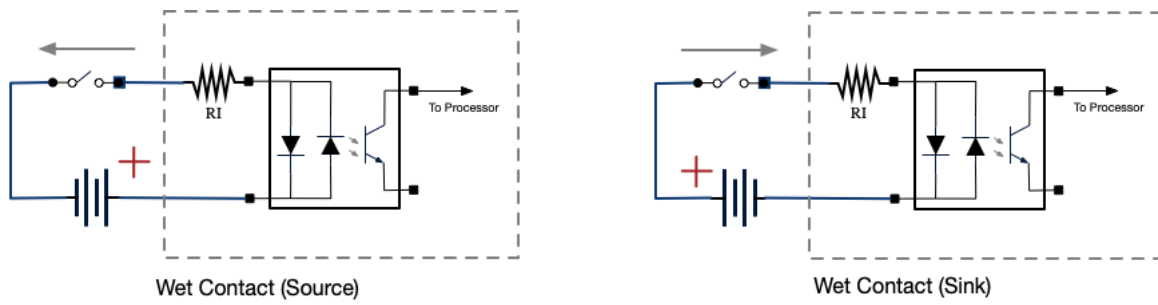 RI
To Processor
Wet Contact (Source)
RI
To Processor
Wet Contact (Sink)